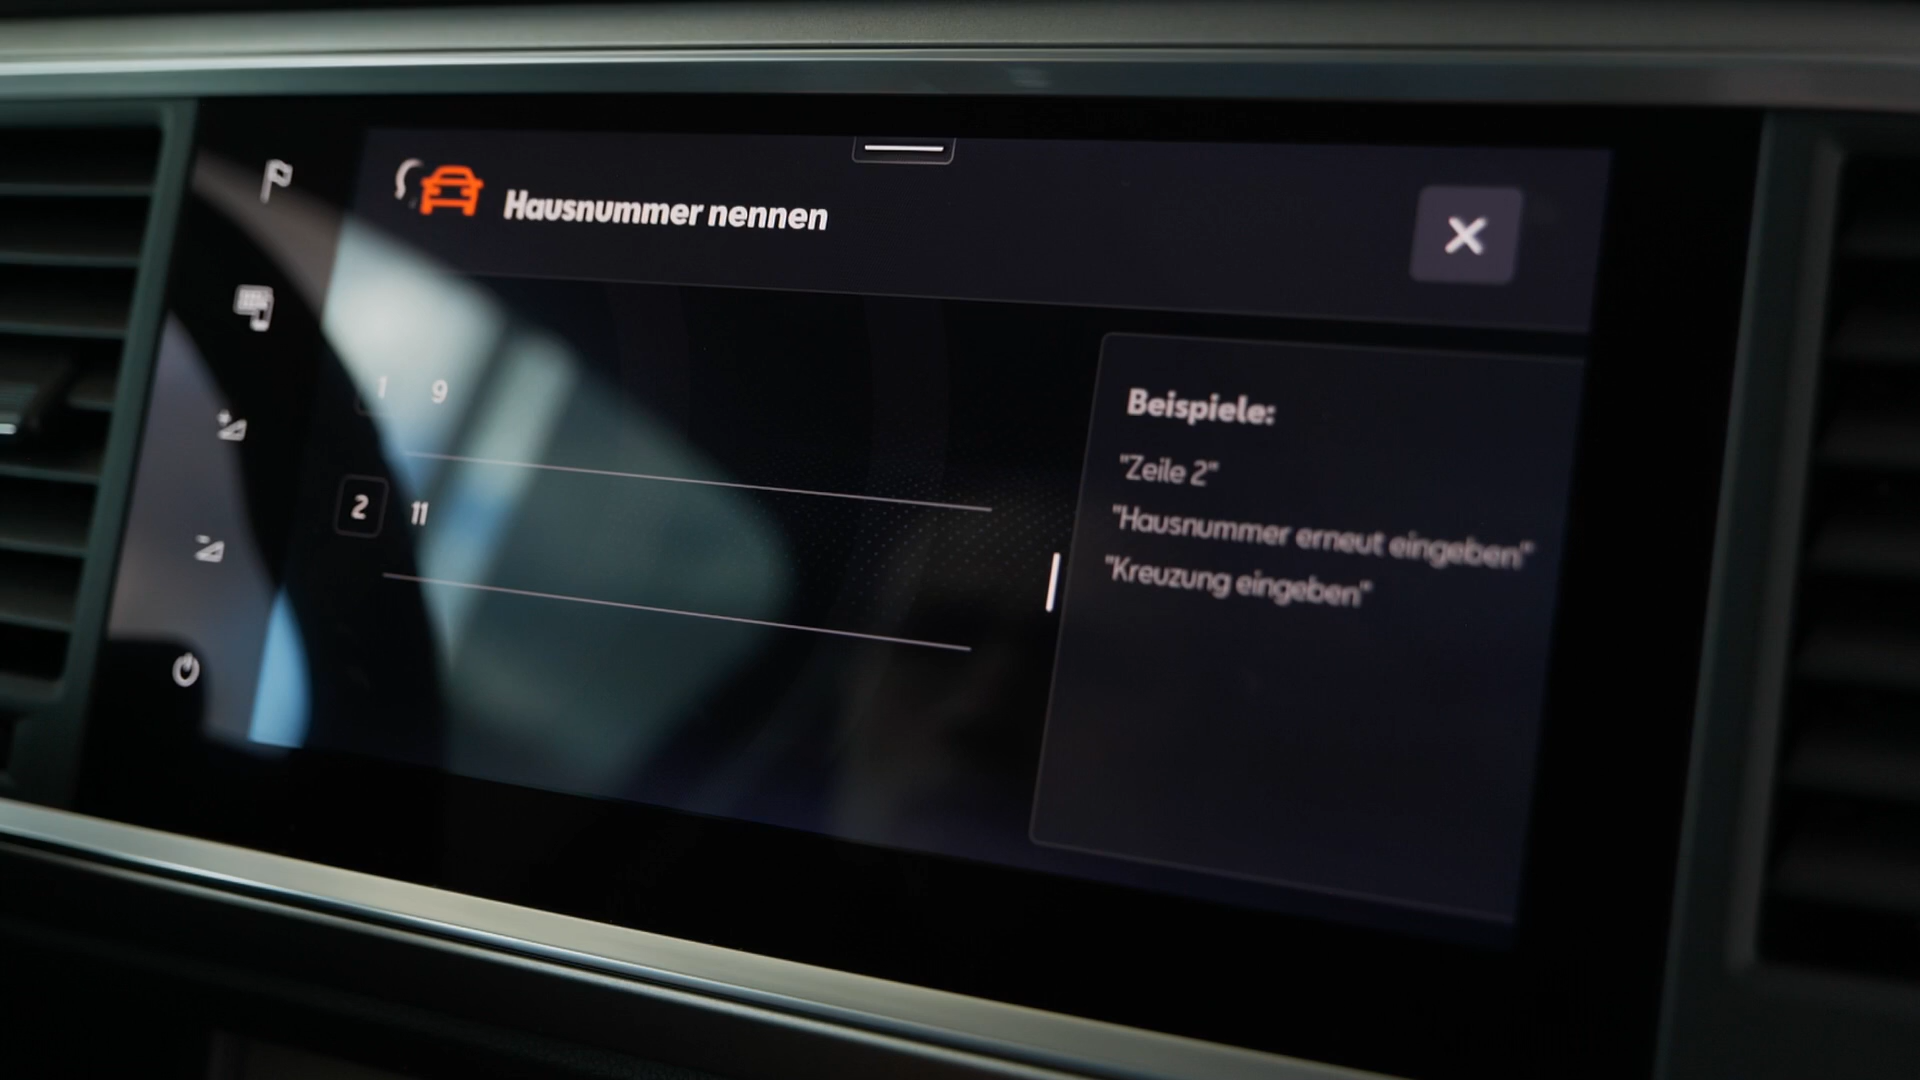 Hausnummer nennen
1 9
2 11
Beispiele:
"Zeile 2"
"Hausnummer erneut eingeben"
"Kreuzung eingeben"